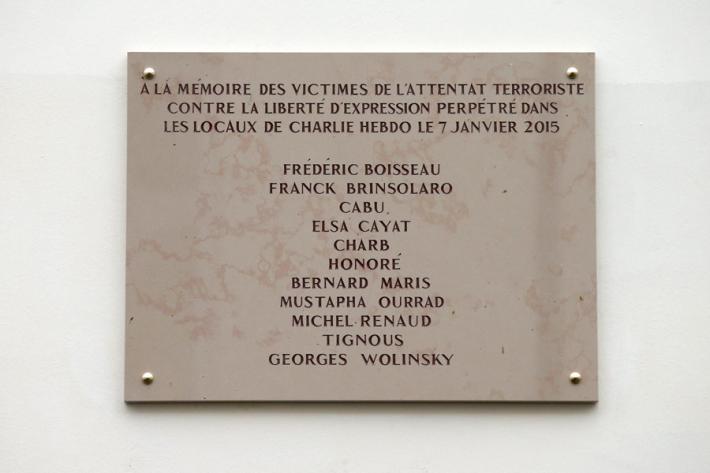 À LA MÉMOIRE DES VICTIMES DE L'ATTENTAT TERRORISTE
CONTRE LA LIBERTÉ D'EXPRESSION PERPÉTRÉ DANS
LES LOCAUX DE CHARLIE HEBDO LE 7 JANVIER 2015
FRÉDÉRIC BOISSEAU
FRANCK BRINSOLARO
CABU
ELSA CAYAT
CHARB
HONORÉ
BERNARD MARIS
MUSTAPHA OURRAD
MICHEL RENAUD
TIGNOUS
GEORGES WOLINSKY